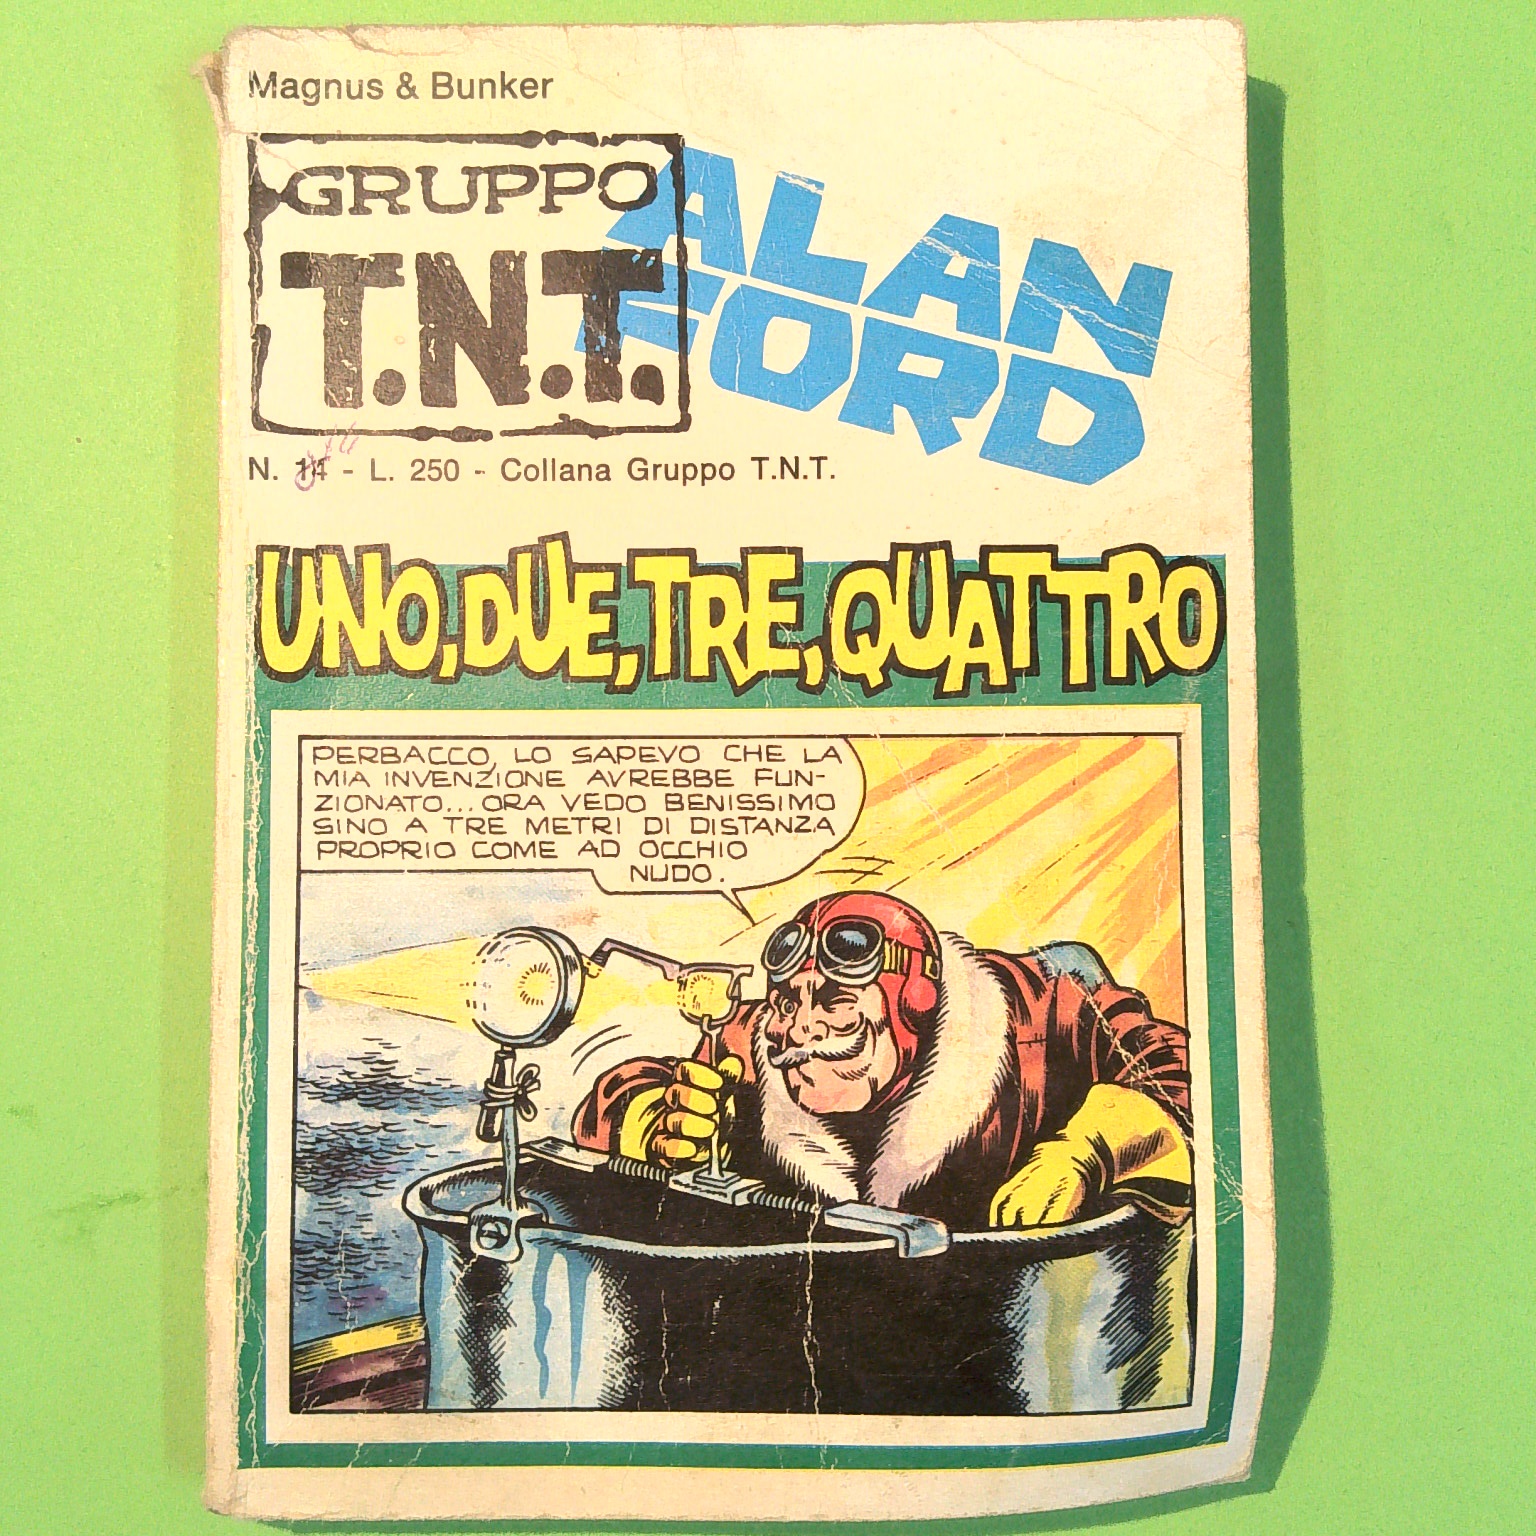 Magnus & Bunker
GRUPPO
T.N.T.
ALAN
FORD
N. 14 - L. 250 - Collana Gruppo T.N.T.
UNO, DUE, TRE, QUATTRO
PERBACCO, LO SAPEVO CHE LA
MIA INVENZIONE AVREBBE FUN-
ZIONATO... ORA VEDO BENISSIMO
SINO A TRE METRI DI DISTANZA
PROPRIO COME AD OCCHIO
NUDO.